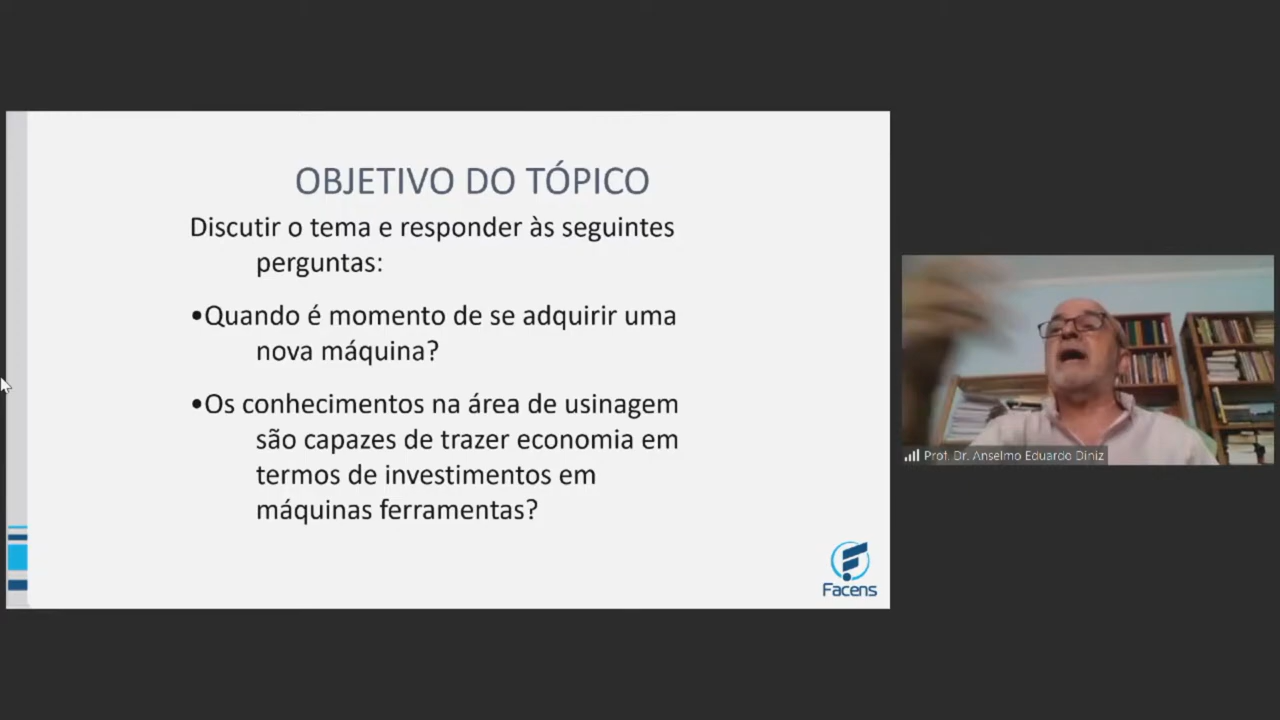 OBJETIVO DO TÓPICO
Discutir o tema e responder às seguintes
perguntas:
•Quando é momento de se adquirir uma
nova máquina?
•Os conhecimentos na área de usinagem
são capazes de trazer economia em
termos de investimentos em
máquinas ferramentas?
Facens
Prof. Dr. Anselmo Eduardo Diniz